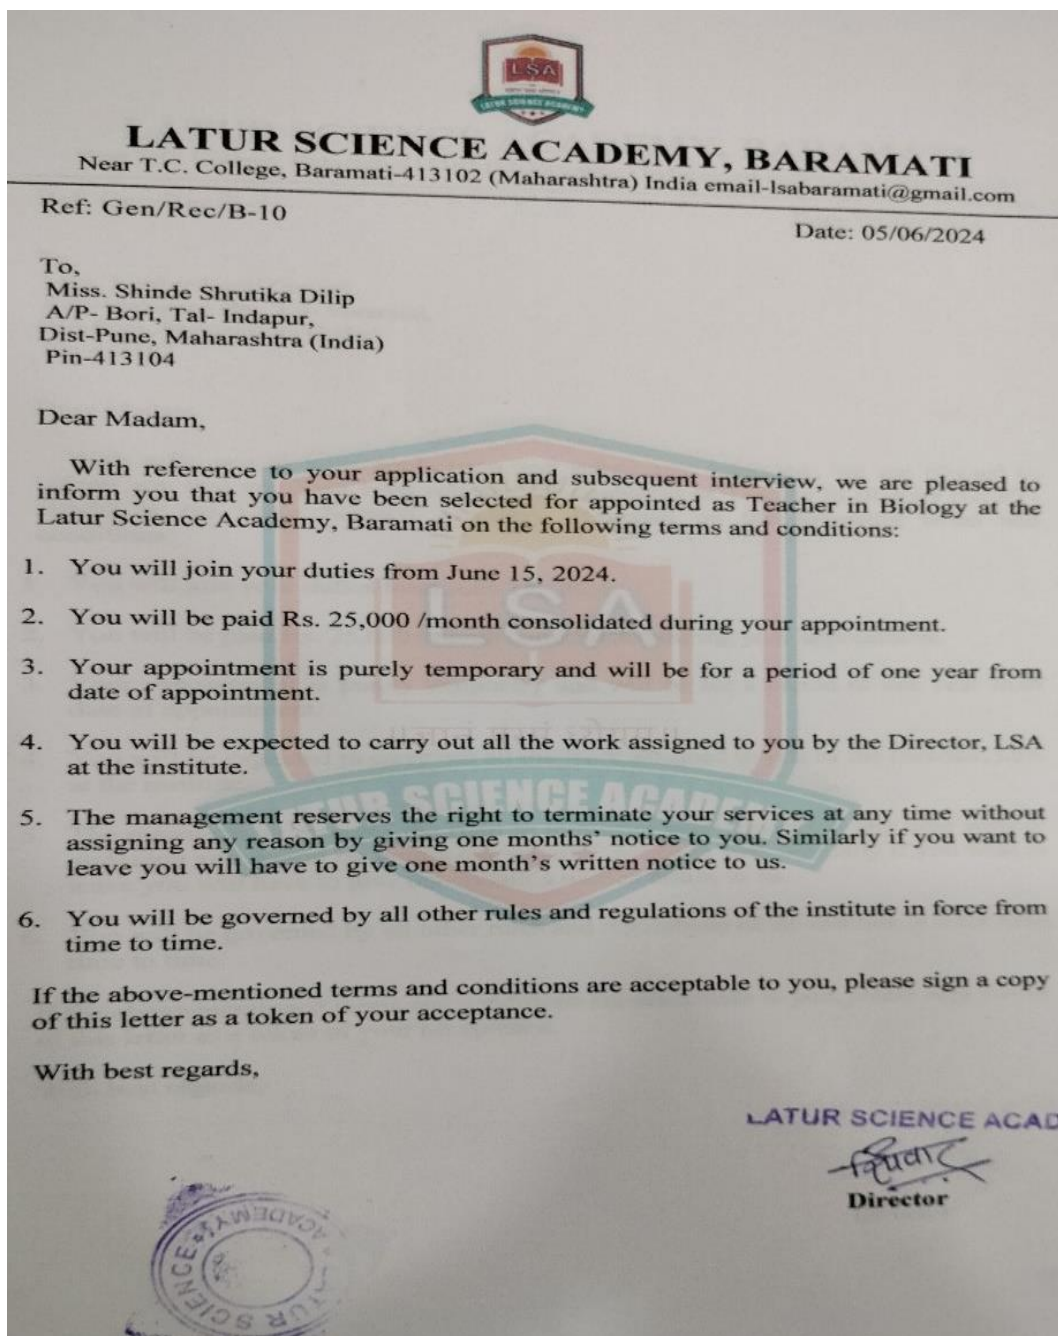 LSA
LATUR SCIENCE ACADEMY
LATUR SCIENCE ACADEMY, BARAMATI
Near T.C. College, Baramati-413102 (Maharashtra) India email-lsabaramati@gmail.com
Ref: Gen/Rec/B-10
Date: 05/06/2024
To,
Miss. Shinde Shrutika Dilip
A/P- Bori, Tal- Indapur,
Dist-Pune, Maharashtra (India)
Pin-413104
Dear Madam,
With reference to your application and subsequent interview, we are pleased to
inform you that you have been selected for appointed as Teacher in Biology at the
Latur Science Academy, Baramati on the following terms and conditions:
1. You will join your duties from June 15, 2024.
2. You will be paid Rs. 25,000 /month consolidated during your appointment.
3. Your appointment is purely temporary and will be for a period of one year from
date of appointment.
4. You will be expected to carry out all the work assigned to you by the Director, LSA
at the institute.
5. The management reserves the right to terminate your services at any time without
assigning any reason by giving one months' notice to you. Similarly if you want to
leave you will have to give one month's written notice to us.
6. You will be governed by all other rules and regulations of the institute in force from
time to time.
If the above-mentioned terms and conditions are acceptable to you, please sign a copy
of this letter as a token of your acceptance.
With best regards,
LATUR SCIENCE ACAD
Director
LSA
LATUR SCIENCE ACADEMY
LATUR SCIENCE ACADEMY